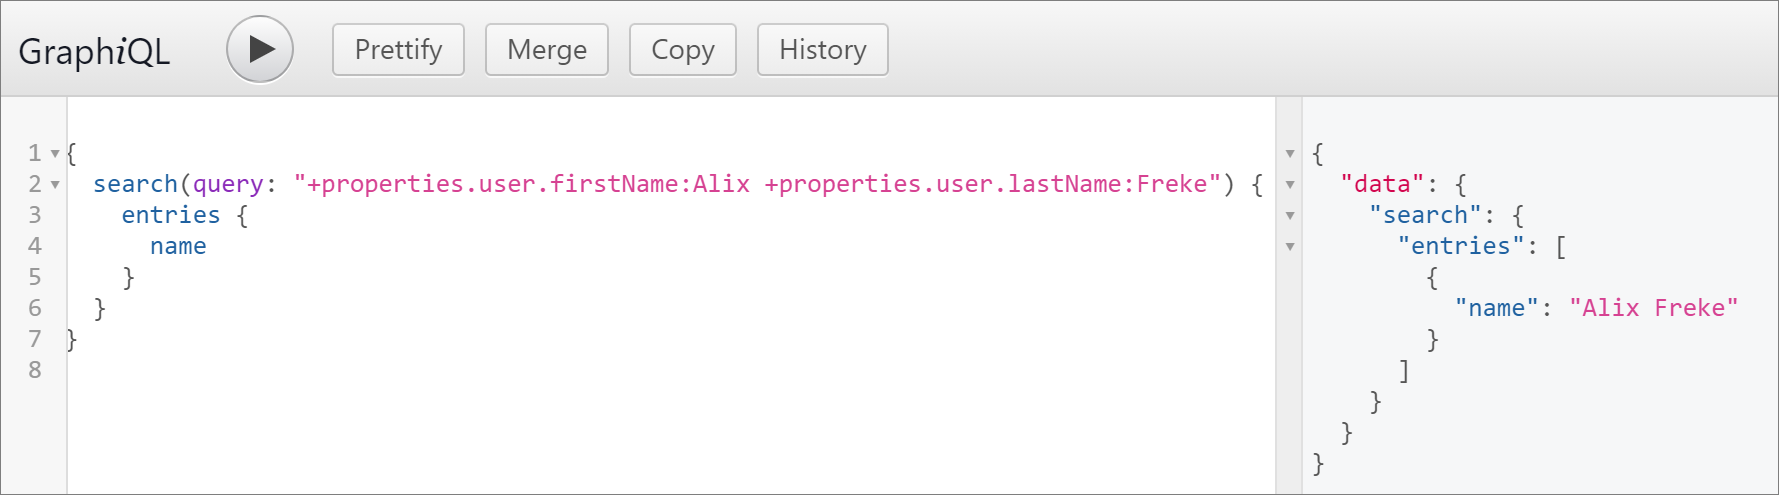 GraphiQL Prettify Merge Copy History
1 {
2 search(query: "+properties.user.firstName:Alix +properties.user.lastName:Freke") {
3 entries {
4 name
5 }
6 }
7 }
8
{
"data": {
"search": {
"entries": [
{
"name": "Alix Freke"
}
]
}
}
}